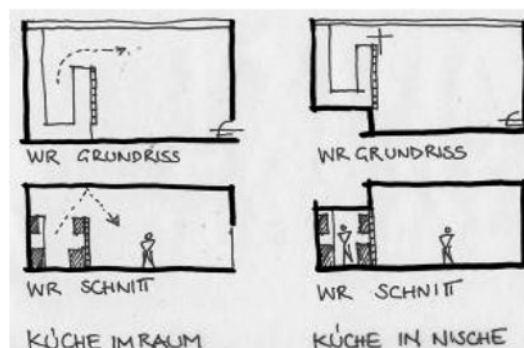 WR GRUNDRISS
WR GRUNDRISS
WR SCHNITT
WR SCHNITT
KÜCHE IM RAUM
KÜCHE IN NISCHE